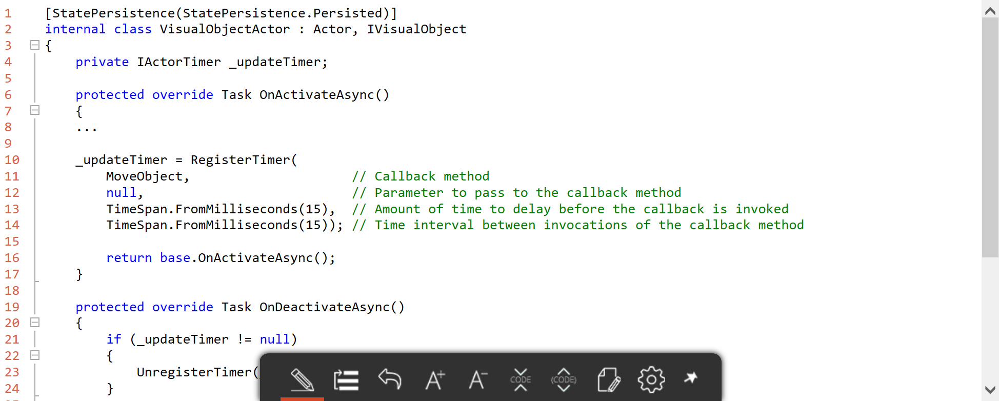 1 [StatePersistence(StatePersistence.Persisted)]
2 internal class VisualObjectActor : Actor, IVisualObject
3 {
4 private IActorTimer _updateTimer;
5
6 protected override Task OnActivateAsync()
7 {
8 ...
9
10 _updateTimer = RegisterTimer(
11 MoveObject, // Callback method
12 null, // Parameter to pass to the callback method
13 TimeSpan.FromMilliseconds(15), // Amount of time to delay before the callback is invoked
14 TimeSpan.FromMilliseconds(15)); // Time interval between invocations of the callback method
15
16 return base.OnActivateAsync();
17 }
18
19 protected override Task OnDeactivateAsync()
20 {
21 if (_updateTimer != null)
22 {
23 UnregisterTimer(
24 }
A+ A- CODE (CODE)